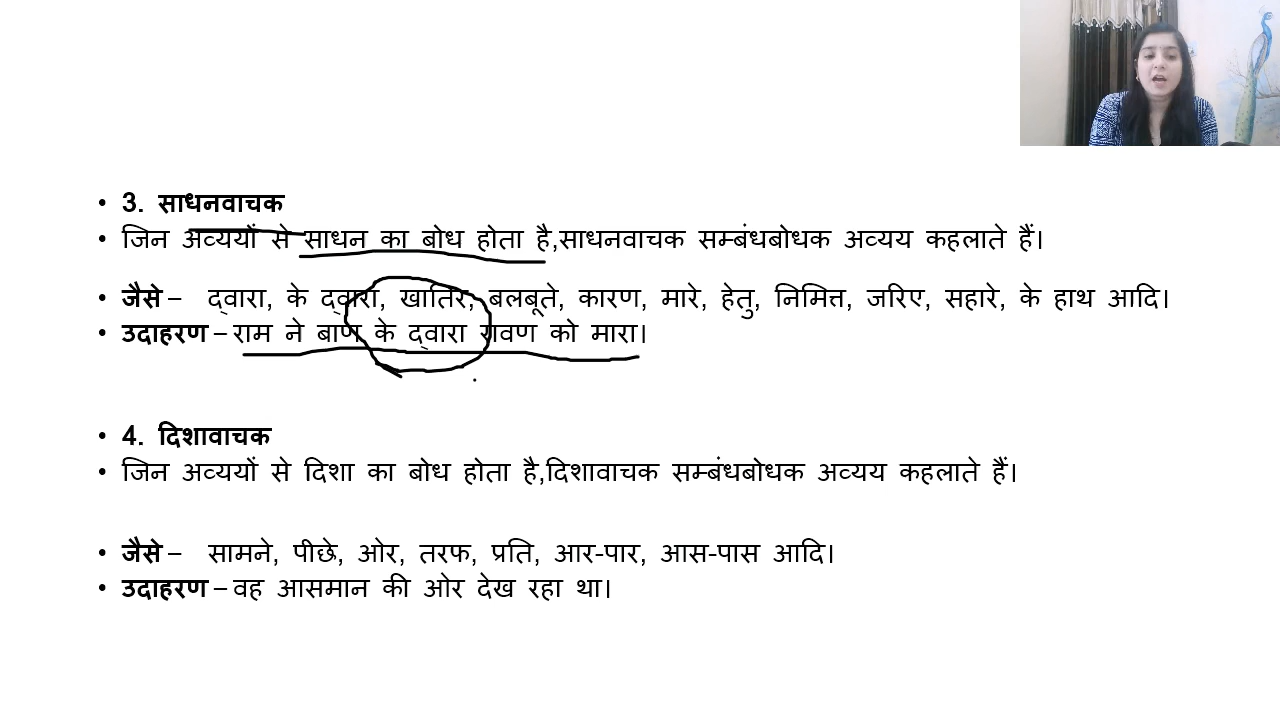 • 3. साधनवाचक
• जिन अव्ययों से साधन का बोध होता है,साधनवाचक सम्बंधबोधक अव्यय कहलाते हैं।
• जैसे – द्वारा, के द्वारा, खातिर, बलबूते, कारण, मारे, हेतु, निमित्त, जरिए, सहारे, के हाथ आदि।
• उदाहरण – राम ने बाण के द्वारा रावण को मारा।
• 4. दिशावाचक
• जिन अव्ययों से दिशा का बोध होता है,दिशावाचक सम्बंधबोधक अव्यय कहलाते हैं।
• जैसे – सामने, पीछे, ओर, तरफ, प्रति, आर-पार, आस-पास आदि।
• उदाहरण – वह आसमान की ओर देख रहा था।